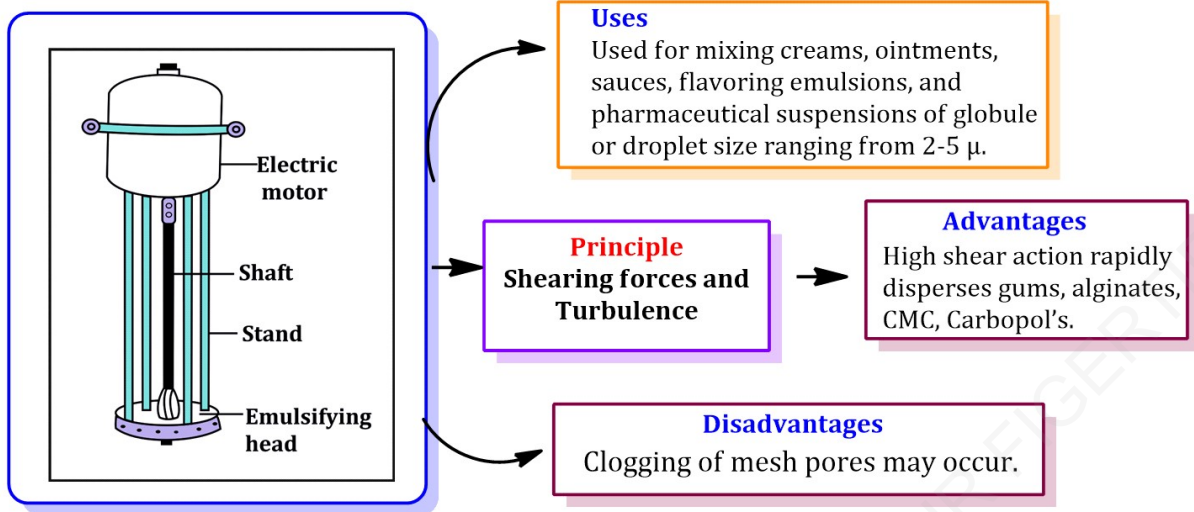 Electric
motor
Shaft
Stand
Emulsifying
head
Uses
Used for mixing creams, ointments,
sauces, flavoring emulsions, and
pharmaceutical suspensions of globule
or droplet size ranging from 2-5 μ.
Principle
Shearing forces and
Turbulence
Advantages
High shear action rapidly
disperses gums, alginates,
CMC, Carbopol’s.
Disadvantages
Clogging of mesh pores may occur.